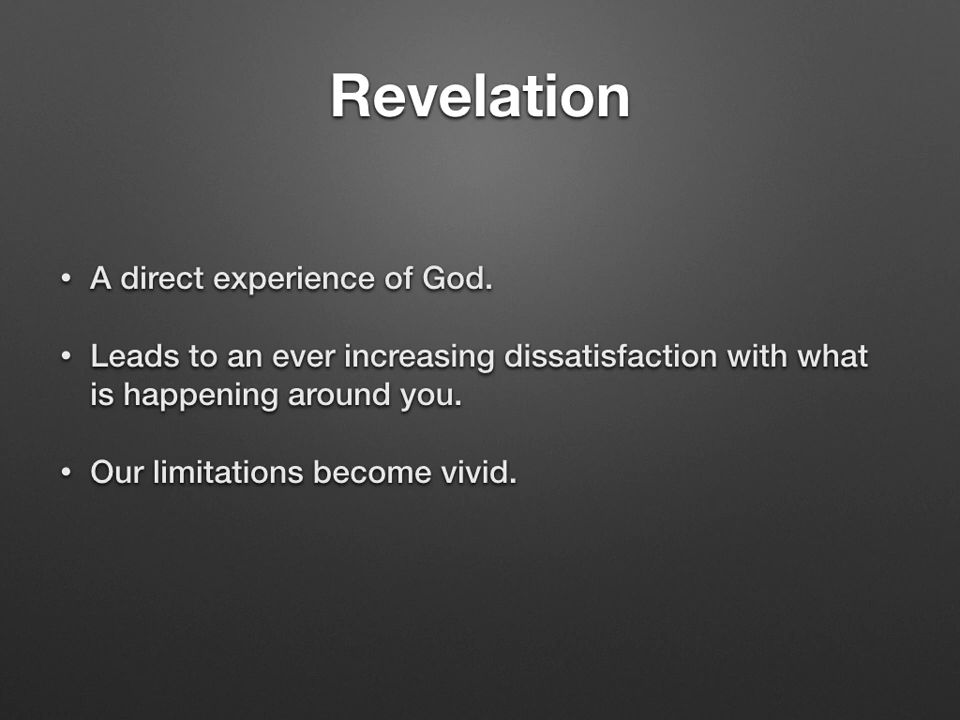 Revelation
• A direct experience of God.
• Leads to an ever increasing dissatisfaction with what
is happening around you.
• Our limitations become vivid.